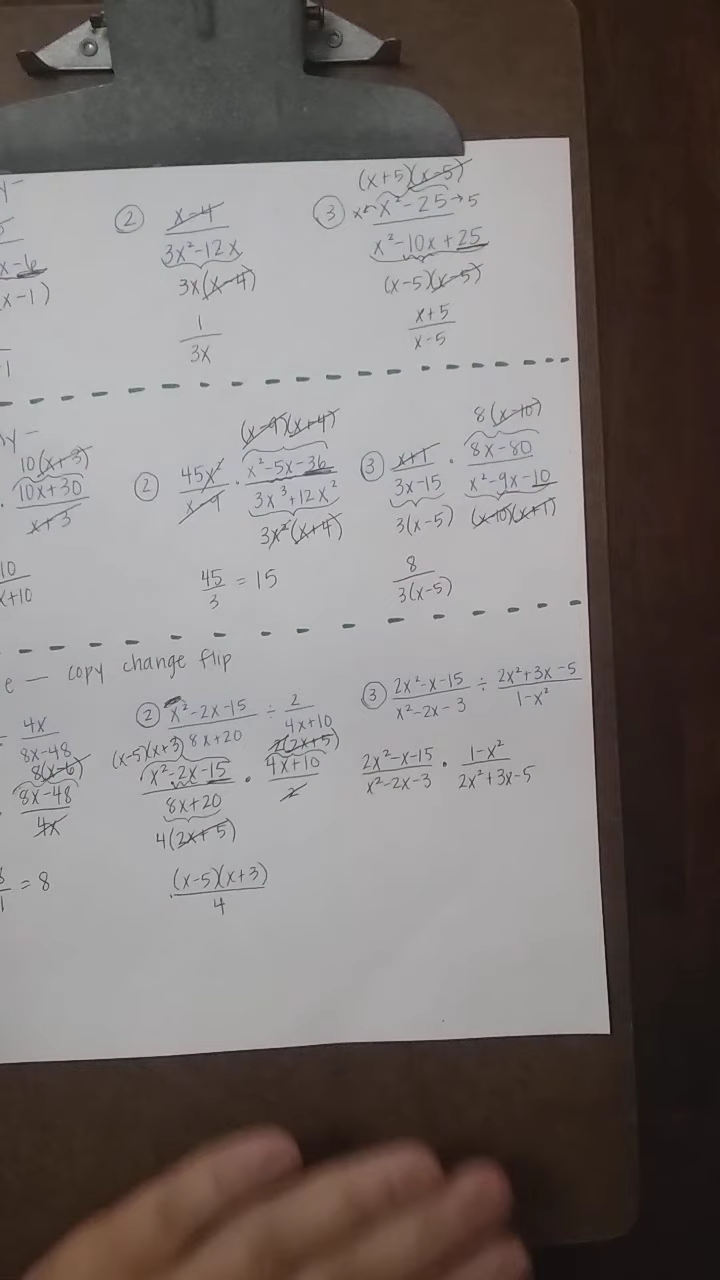 y-
② x-4 / 3x²-12x
3x(x-4)
1 / 3x
③ (x+5)(x-5)
x← x²-25 →5
x²-10x+25
(x-5)(x-5)
x+5 / x-5
x-6
(x-1)
-1
y-
10(x+3)
10x+30
x+3
10
x+10
(x-9)(x+4)
② 45x² / x-9 · x²-5x-36 / 3x³+12x²
3x²(x+4)
45/3 = 15
8(x-10)
③ x+1 / 3x-15 · 8x-80 / x²-9x-10
3(x-5) (x-10)(x+1)
8 / 3(x-5)
e — copy change flip
4x
8x-48
8(x-6)
8x-48
4x
1 = 8
② x²-2x-15 / 8x+20 ÷ 2 / 4x+10
(x-5)(x+3) 2(2x+5)
x²-2x-15 / 8x+20 · 4x+10 / 2
4(2x+5)
(x-5)(x+3) / 4
③ 2x²-x-15 / x²-2x-3 ÷ 2x²+3x-5 / 1-x²
2x²-x-15 / x²-2x-3 · 1-x² / 2x²+3x-5